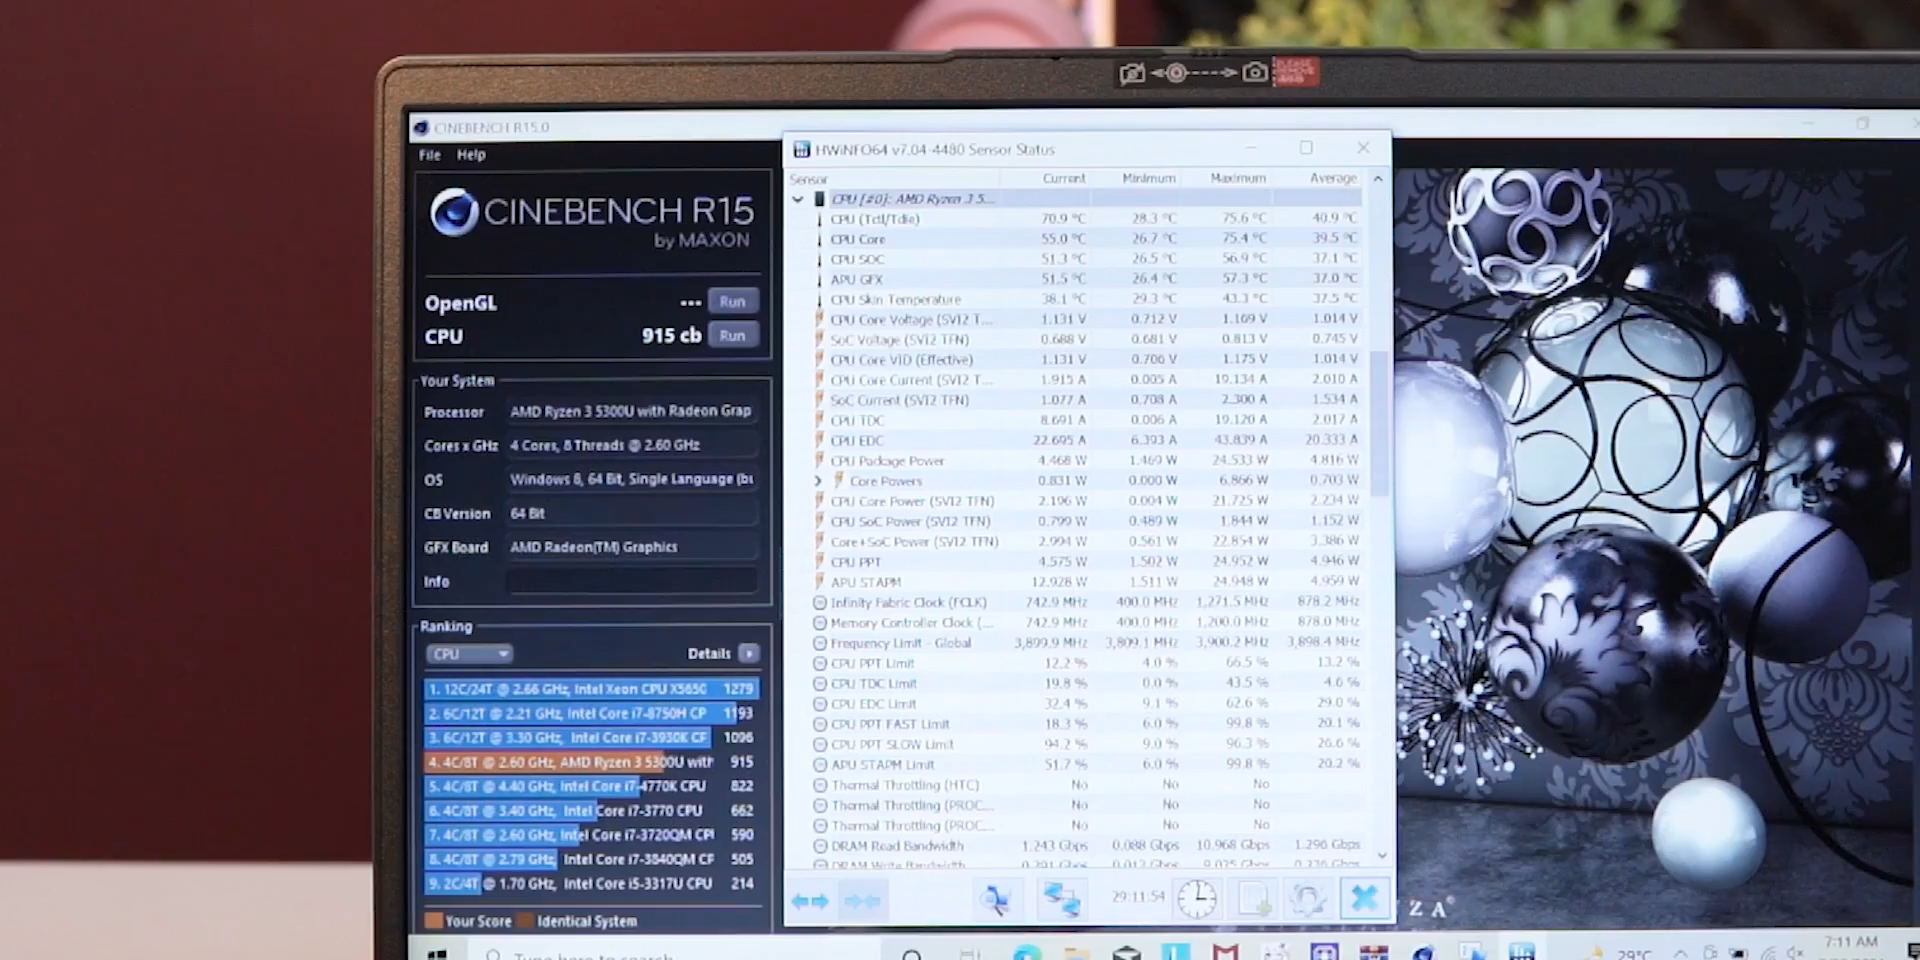 PLEASE REMOVE
CINEBENCH R15.0
File Help
CINEBENCH R15
by MAXON
OpenGL --- Run
CPU 915 cb Run
Your System
Processor AMD Ryzen 3 5300U with Radeon Grap
Cores x GHz 4 Cores, 8 Threads @ 2.60 GHz
OS Windows 8, 64 Bit, Single Language (bu
CB Version 64 Bit
GFX Board AMD Radeon(TM) Graphics
Info
Ranking
CPU Details
1. 12C/24T @ 2.66 GHz, Intel Xeon CPU X5650 1279
2. 6C/12T @ 2.21 GHz, Intel Core i7-8750H CP 1193
3. 6C/12T @ 3.30 GHz, Intel Core i7-3930K CF 1096
4. 4C/8T @ 2.60 GHz, AMD Ryzen 3 5300U with 915
5. 4C/8T @ 4.40 GHz, Intel Core i7-4770K CPU 822
6. 4C/8T @ 3.40 GHz, Intel Core i7-3770 CPU 662
7. 4C/8T @ 2.60 GHz, Intel Core i7-3720QM CPU 590
8. 4C/8T @ 2.79 GHz, Intel Core i7-3840QM CF 505
9. 2C/4T @ 1.70 GHz, Intel Core i5-3317U CPU 214
Your Score Identical System
HWiNFO64 v7.04-4480 Sensor Status
Sensor Current Minimum Maximum Average
CPU [#0]: AMD Ryzen 3 5...
CPU (Tctl/Tdie) 70.9 °C 28.3 °C 75.6 °C 40.9 °C
CPU Core 55.0 °C 26.7 °C 75.4 °C 39.5 °C
CPU SOC 51.3 °C 26.5 °C 56.9 °C 37.1 °C
APU GFX 51.5 °C 26.4 °C 57.3 °C 37.0 °C
CPU Skin Temperature 38.1 °C 29.3 °C 43.3 °C 37.5 °C
CPU Core Voltage (SVI2 T... 1.131 V 0.712 V 1.169 V 1.014 V
SoC Voltage (SVI2 TFN) 0.688 V 0.681 V 0.813 V 0.745 V
CPU Core VID (Effective) 1.131 V 0.706 V 1.175 V 1.014 V
CPU Core Current (SVI2 T... 1.915 A 0.005 A 19.134 A 2.010 A
SoC Current (SVI2 TFN) 1.077 A 0.708 A 2.300 A 1.534 A
CPU TDC 8.691 A 0.006 A 19.120 A 2.017 A
CPU EDC 22.695 A 6.393 A 43.839 A 20.333 A
CPU Package Power 4.468 W 1.469 W 24.533 W 4.816 W
Core Powers 0.831 W 0.000 W 6.866 W 0.703 W
CPU Core Power (SVI2 TFN) 2.196 W 0.004 W 21.725 W 2.234 W
CPU SoC Power (SVI2 TFN) 0.799 W 0.489 W 1.844 W 1.152 W
Core+SoC Power (SVI2 TFN) 2.994 W 0.561 W 22.854 W 3.386 W
CPU PPT 4.575 W 1.502 W 24.952 W 4.946 W
APU STAPM 12.928 W 1.511 W 24.948 W 4.959 W
Infinity Fabric Clock (FCLK) 742.9 MHz 400.0 MHz 1,271.5 MHz 878.2 MHz
Memory Controller Clock (... 742.9 MHz 400.0 MHz 1,200.0 MHz 878.0 MHz
Frequency Limit - Global 3,899.9 MHz 3,809.1 MHz 3,900.2 MHz 3,898.4 MHz
CPU PPT Limit 12.2 % 4.0 % 66.5 % 13.2 %
CPU TDC Limit 19.8 % 0.0 % 43.5 % 4.6 %
CPU EDC Limit 32.4 % 9.1 % 62.6 % 29.0 %
CPU PPT FAST Limit 18.3 % 6.0 % 99.8 % 20.1 %
CPU PPT SLOW Limit 94.2 % 9.0 % 96.3 % 26.6 %
APU STAPM Limit 51.7 % 6.0 % 99.8 % 20.2 %
Thermal Throttling (HTC) No No No
Thermal Throttling (PROC... No No No
Thermal Throttling (PROC... No No No
DRAM Read Bandwidth 1.243 Gbps 0.088 Gbps 10.968 Gbps 1.296 Gbps
DRAM Write Bandwidth
29:11:54
Z A
Type here to search
29°C
7:11 AM